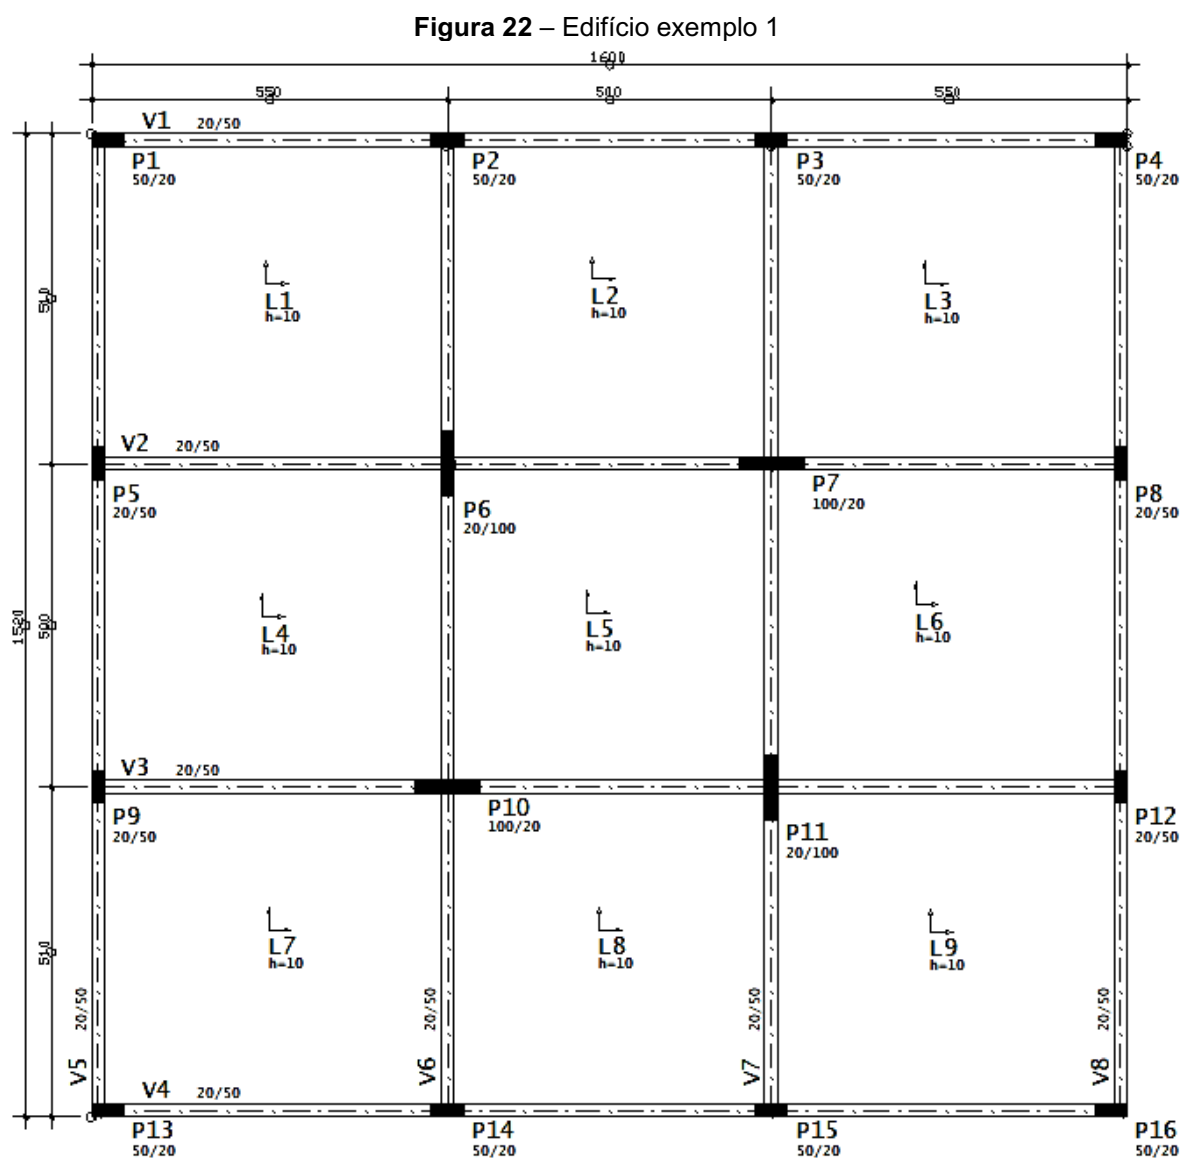 Figura 22 – Edifício exemplo 1
1600
550 500 550
V1 20/50
P1 P2 P3 P4
50/20 50/20 50/20 50/20
510
L1 L2 L3
h=10 h=10 h=10
V2 20/50
P5 P6 P7 P8
20/50 20/100 100/20 20/50
1520
500
L4 L5 L6
h=10 h=10 h=10
V3 20/50
P9 P10 P11 P12
20/50 100/20 20/100 20/50
510
L7 L8 L9
h=10 h=10 h=10
V5 20/50
V6 20/50
V7 20/50
V8 20/50
V4 20/50
P13 P14 P15 P16
50/20 50/20 50/20 50/20